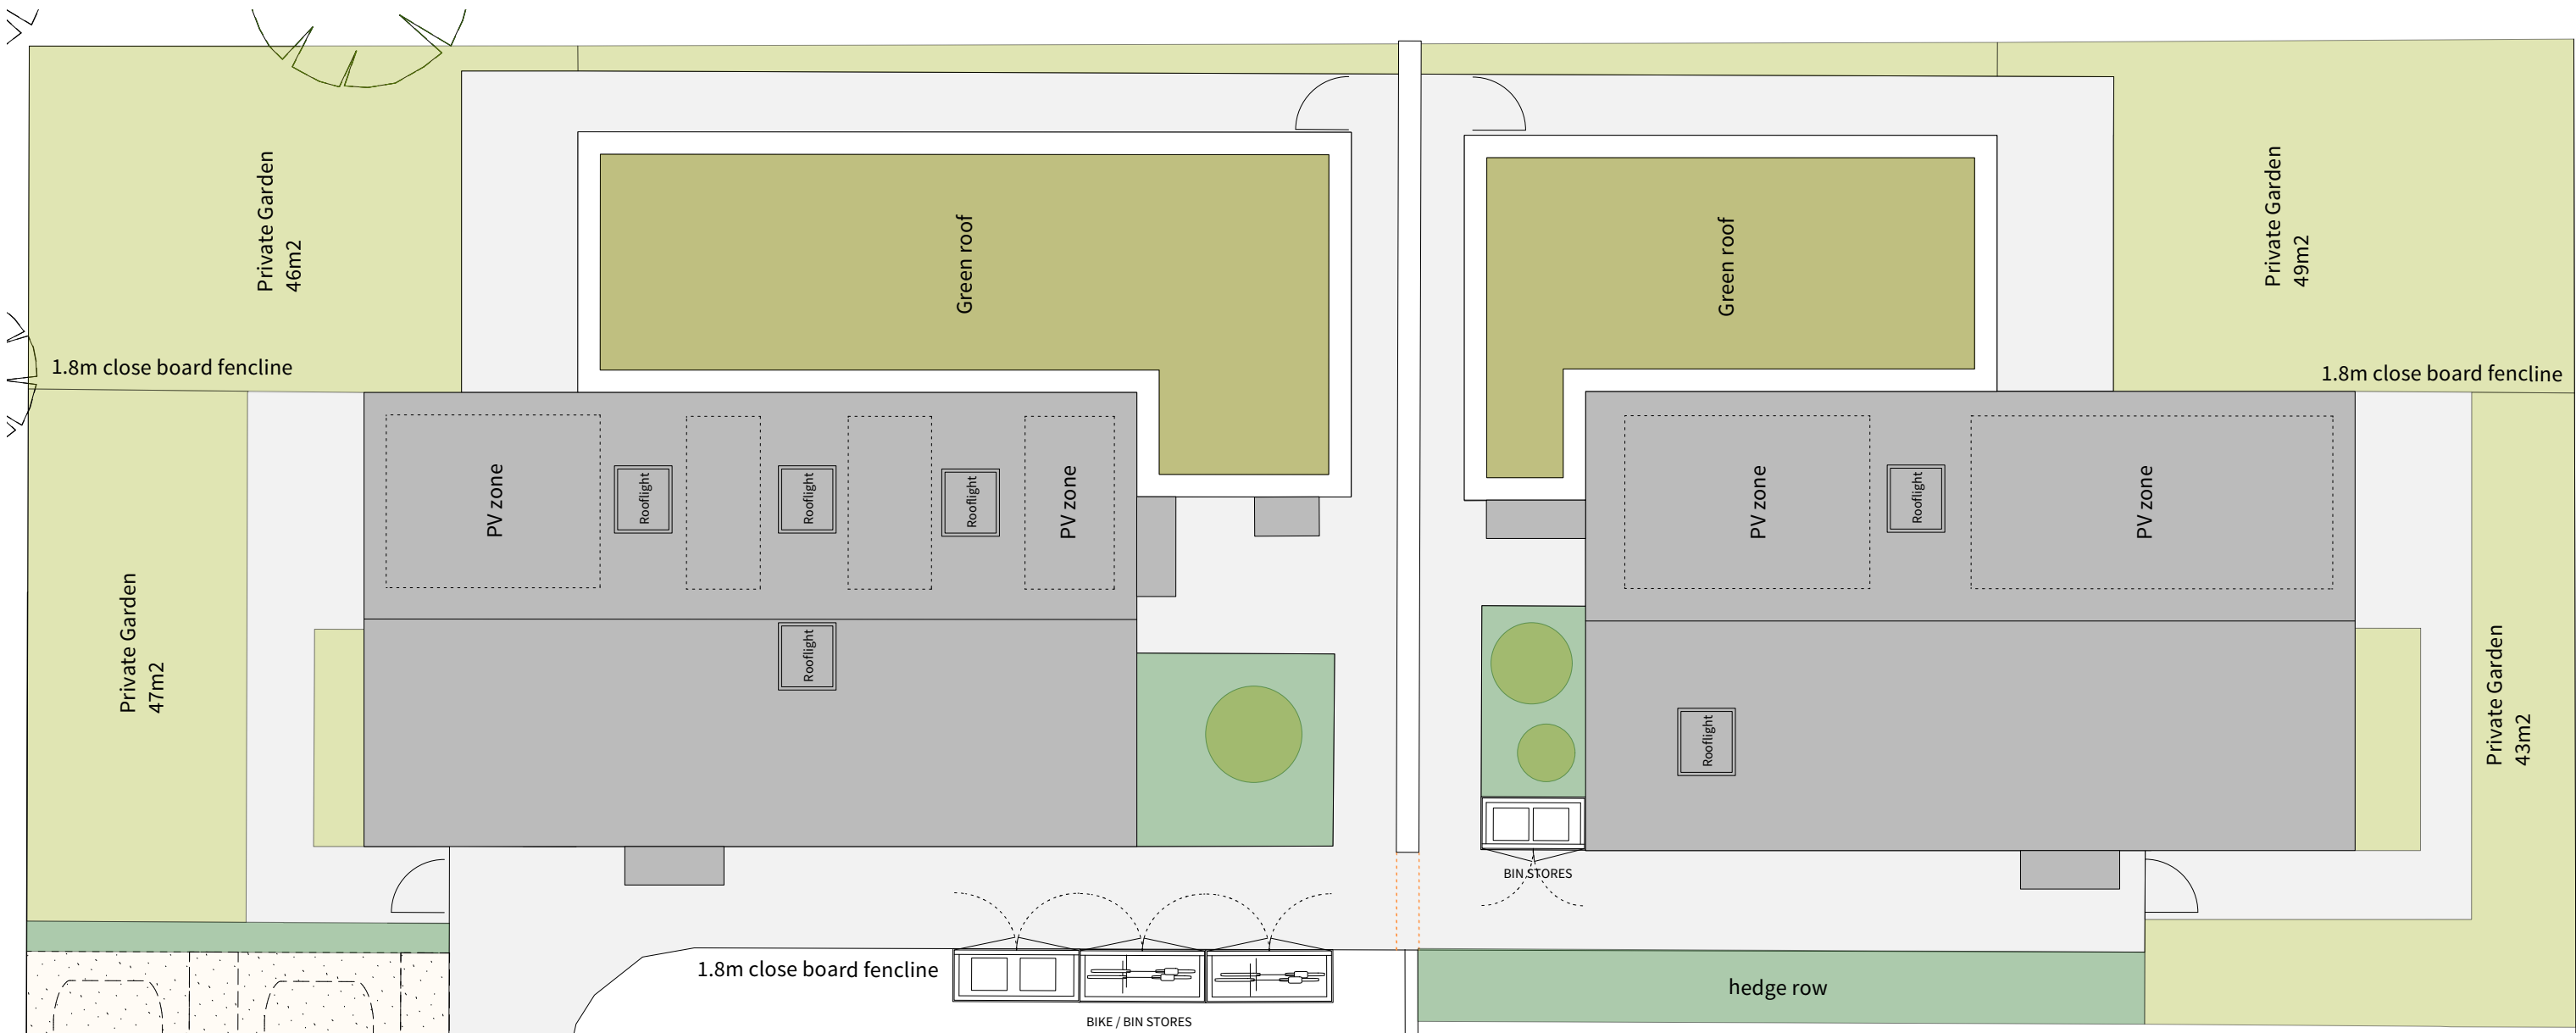 Private Garden
46m2
Green roof
Green roof
Private Garden
49m2
1.8m close board fencline
1.8m close board fencline
PV zone
Rooflight
Rooflight
Rooflight
PV zone
PV zone
Rooflight
PV zone
Private Garden
47m2
Rooflight
Rooflight
Private Garden
43m2
BIN STORES
1.8m close board fencline
hedge row
BIKE / BIN STORES